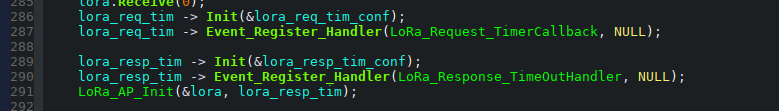 285 lora.Receive(0);
286 lora_req_tim -> Init(&lora_req_tim_conf);
287 lora_req_tim -> Event_Register_Handler(LoRa_Request_TimerCallback, NULL);
288
289 lora_resp_tim -> Init(&lora_resp_tim_conf);
290 lora_resp_tim -> Event_Register_Handler(LoRa_Response_TimeOutHandler, NULL);
291 LoRa_AP_Init(&lora, lora_resp_tim);
292